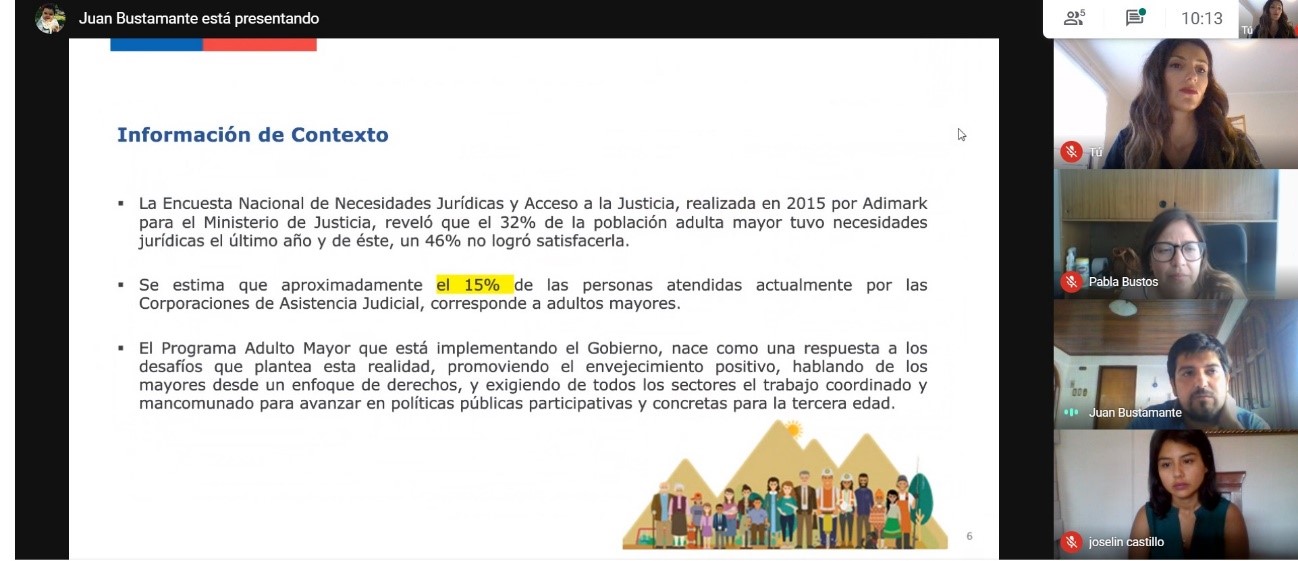 Juan Bustamante está presentando
5
10:13
Tú
Información de Contexto
▪ La Encuesta Nacional de Necesidades Jurídicas y Acceso a la Justicia, realizada en 2015 por Adimark
para el Ministerio de Justicia, reveló que el 32% de la población adulta mayor tuvo necesidades
jurídicas el último año y de éste, un 46% no logró satisfacerla.
▪ Se estima que aproximadamente el 15% de las personas atendidas actualmente por las
Corporaciones de Asistencia Judicial, corresponde a adultos mayores.
▪ El Programa Adulto Mayor que está implementando el Gobierno, nace como una respuesta a los
desafíos que plantea esta realidad, promoviendo el envejecimiento positivo, hablando de los
mayores desde un enfoque de derechos, y exigiendo de todos los sectores el trabajo coordinado y
mancomunado para avanzar en políticas públicas participativas y concretas para la tercera edad.
6
Tú
Pabla Bustos
Juan Bustamante
joselin castillo